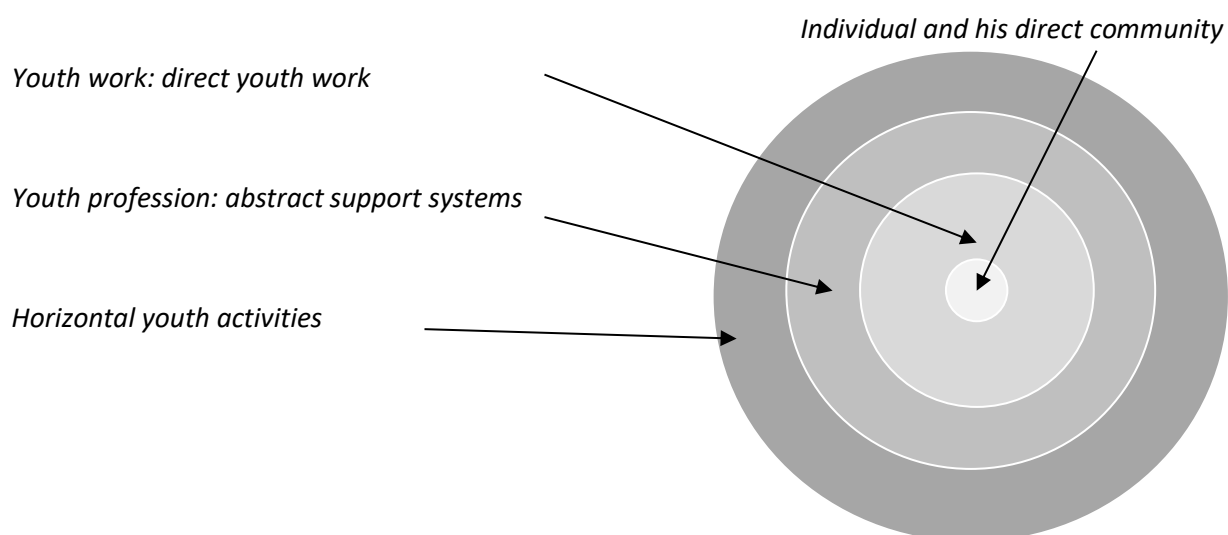 Individual and his direct community
Youth work: direct youth work
Youth profession: abstract support systems
Horizontal youth activities